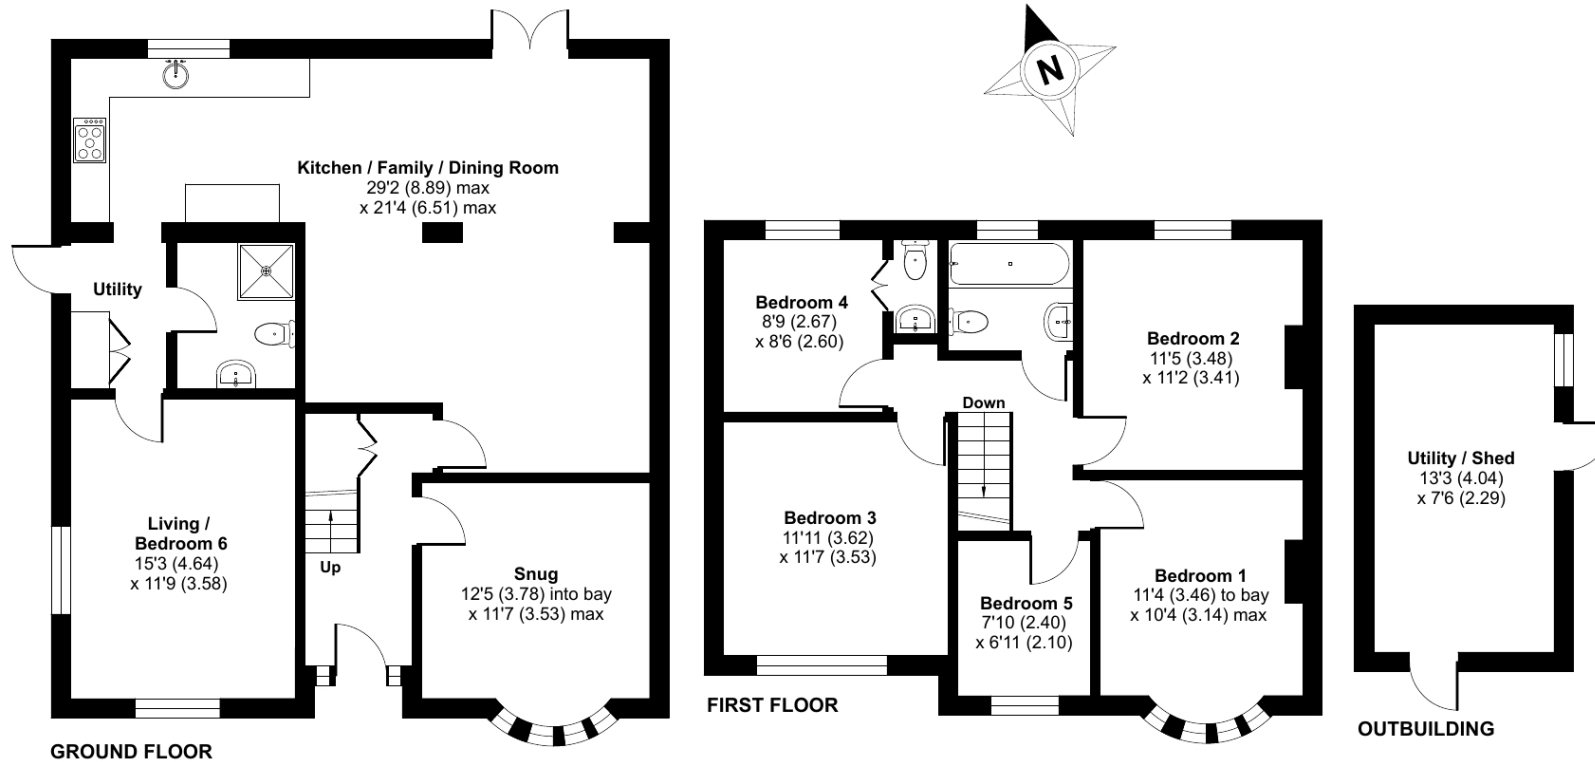 N
Kitchen / Family / Dining Room
29'2 (8.89) max
x 21'4 (6.51) max
Utility
Living /
Bedroom 6
15'3 (4.64)
x 11'9 (3.58)
Up
Snug
12'5 (3.78) into bay
x 11'7 (3.53) max
GROUND FLOOR
Bedroom 4
8'9 (2.67)
x 8'6 (2.60)
Bedroom 2
11'5 (3.48)
x 11'2 (3.41)
Down
Bedroom 3
11'11 (3.62)
x 11'7 (3.53)
Bedroom 5
7'10 (2.40)
x 6'11 (2.10)
Bedroom 1
11'4 (3.46) to bay
x 10'4 (3.14) max
FIRST FLOOR
Utility / Shed
13'3 (4.04)
x 7'6 (2.29)
OUTBUILDING